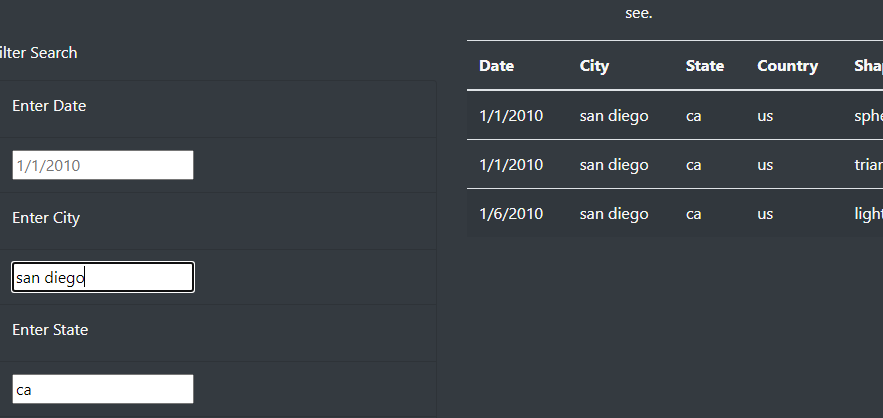 see.
ilter Search
Enter Date
1/1/2010
Enter City
san diego
Enter State
ca
Date City State Country Sha
1/1/2010 san diego ca us sphe
1/1/2010 san diego ca us trian
1/6/2010 san diego ca us light